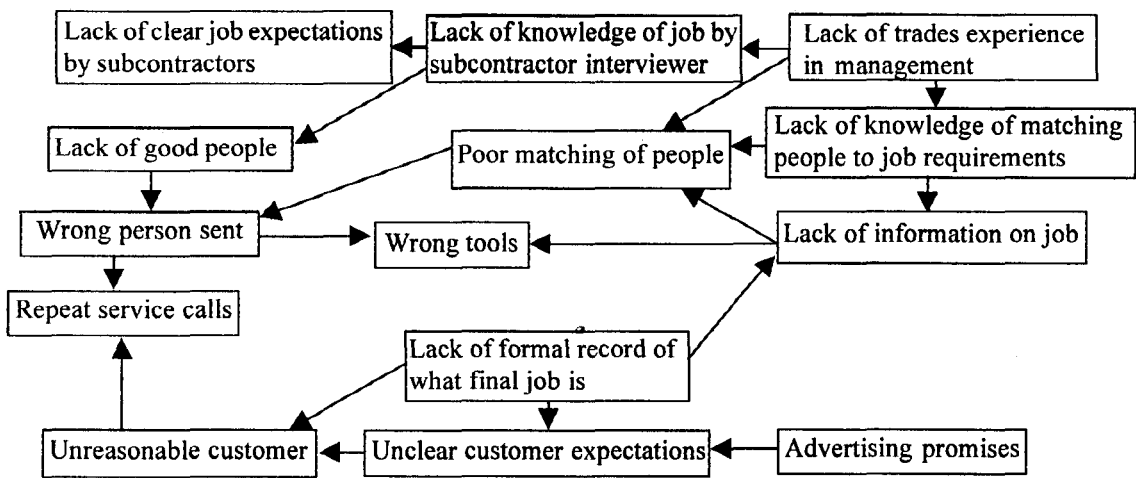 Lack of clear job expectations
by subcontractors
Lack of knowledge of job by
subcontractor interviewer
Lack of trades experience
in management
Lack of good people
Poor matching of people
Lack of knowledge of matching
people to job requirements
Wrong person sent
Wrong tools
Lack of information on job
Repeat service calls
Lack of formal record of
what final job is
Unreasonable customer
Unclear customer expectations
Advertising promises